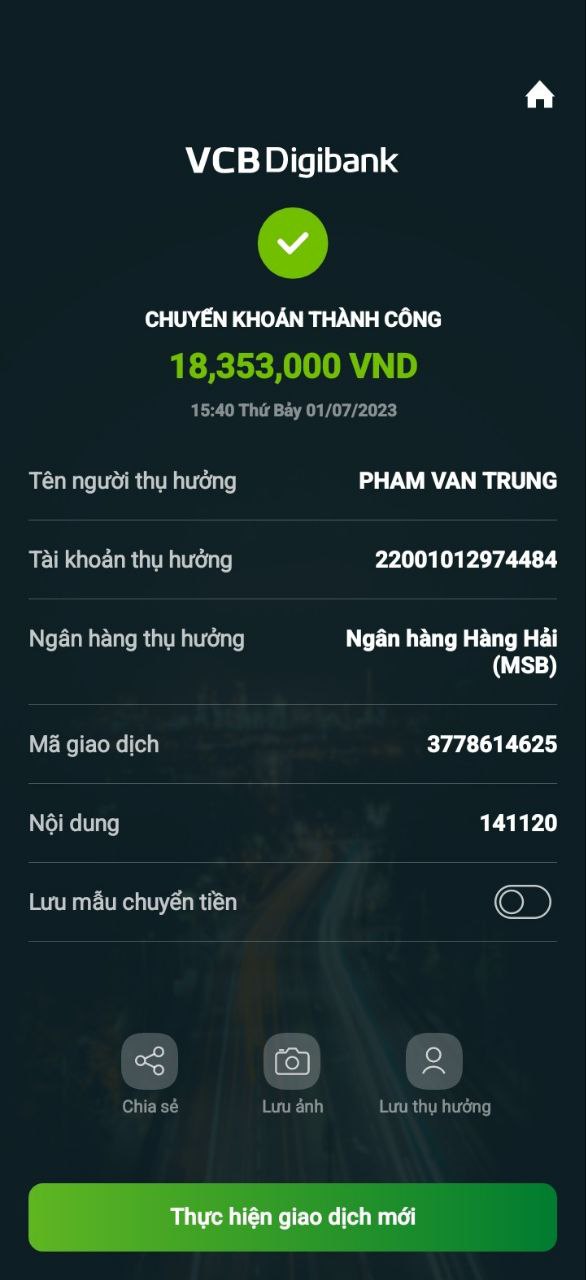 VCB Digibank
CHUYỂN KHOẢN THÀNH CÔNG
18,353,000 VND
15:40 Thứ Bảy 01/07/2023
Tên người thụ hưởng PHAM VAN TRUNG
Tài khoản thụ hưởng 22001012974484
Ngân hàng thụ hưởng Ngân hàng Hàng Hải
(MSB)
Mã giao dịch 3778614625
Nội dung 141120
Lưu mẫu chuyển tiền
Chia sẻ Lưu ảnh Lưu thụ hưởng
Thực hiện giao dịch mới